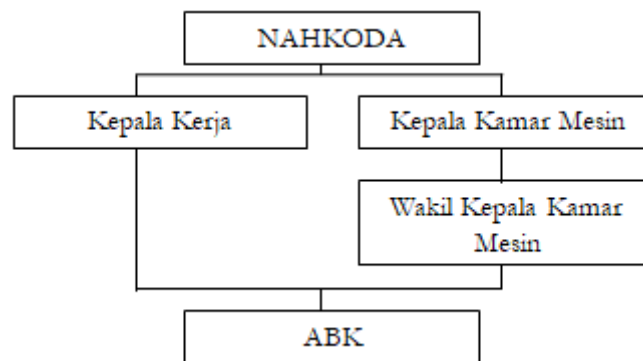 NAHKODA
Kepala Kerja
Kepala Kamar Mesin
Wakil Kepala Kamar
Mesin
ABK